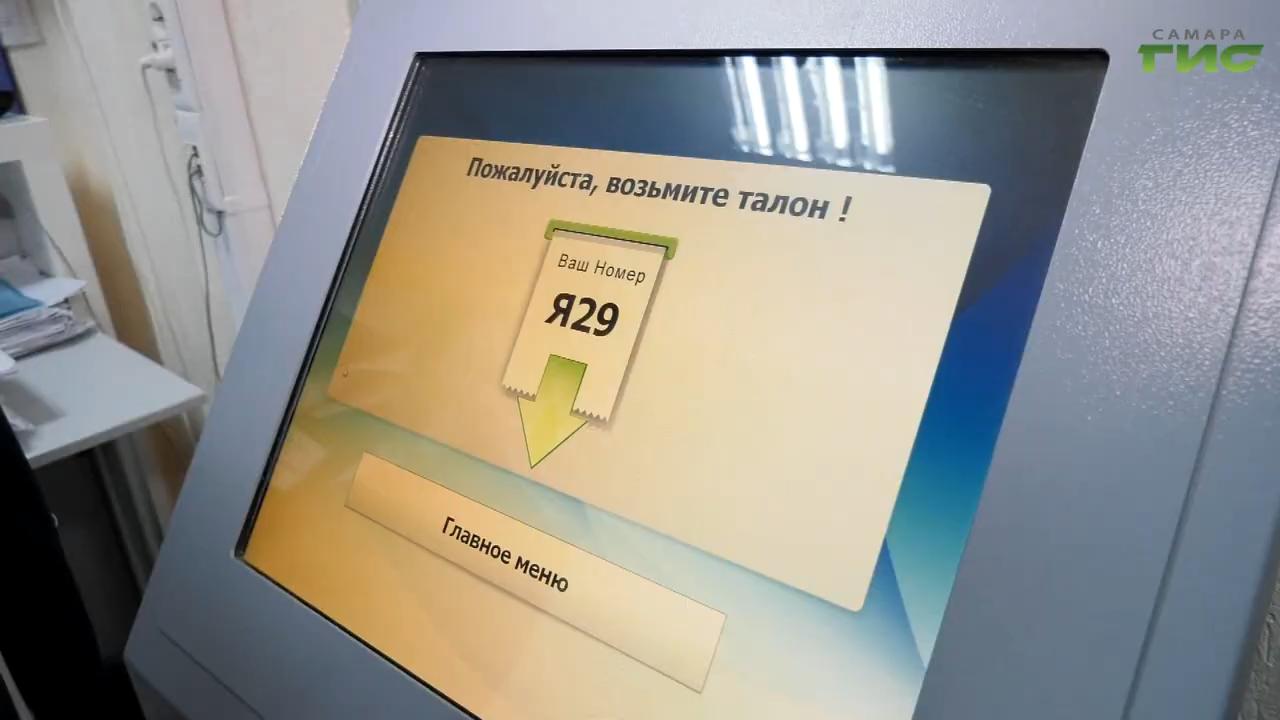 САМАРА
ГИС
Пожалуйста, возьмите талон !
Ваш Номер
Я29
Главное меню